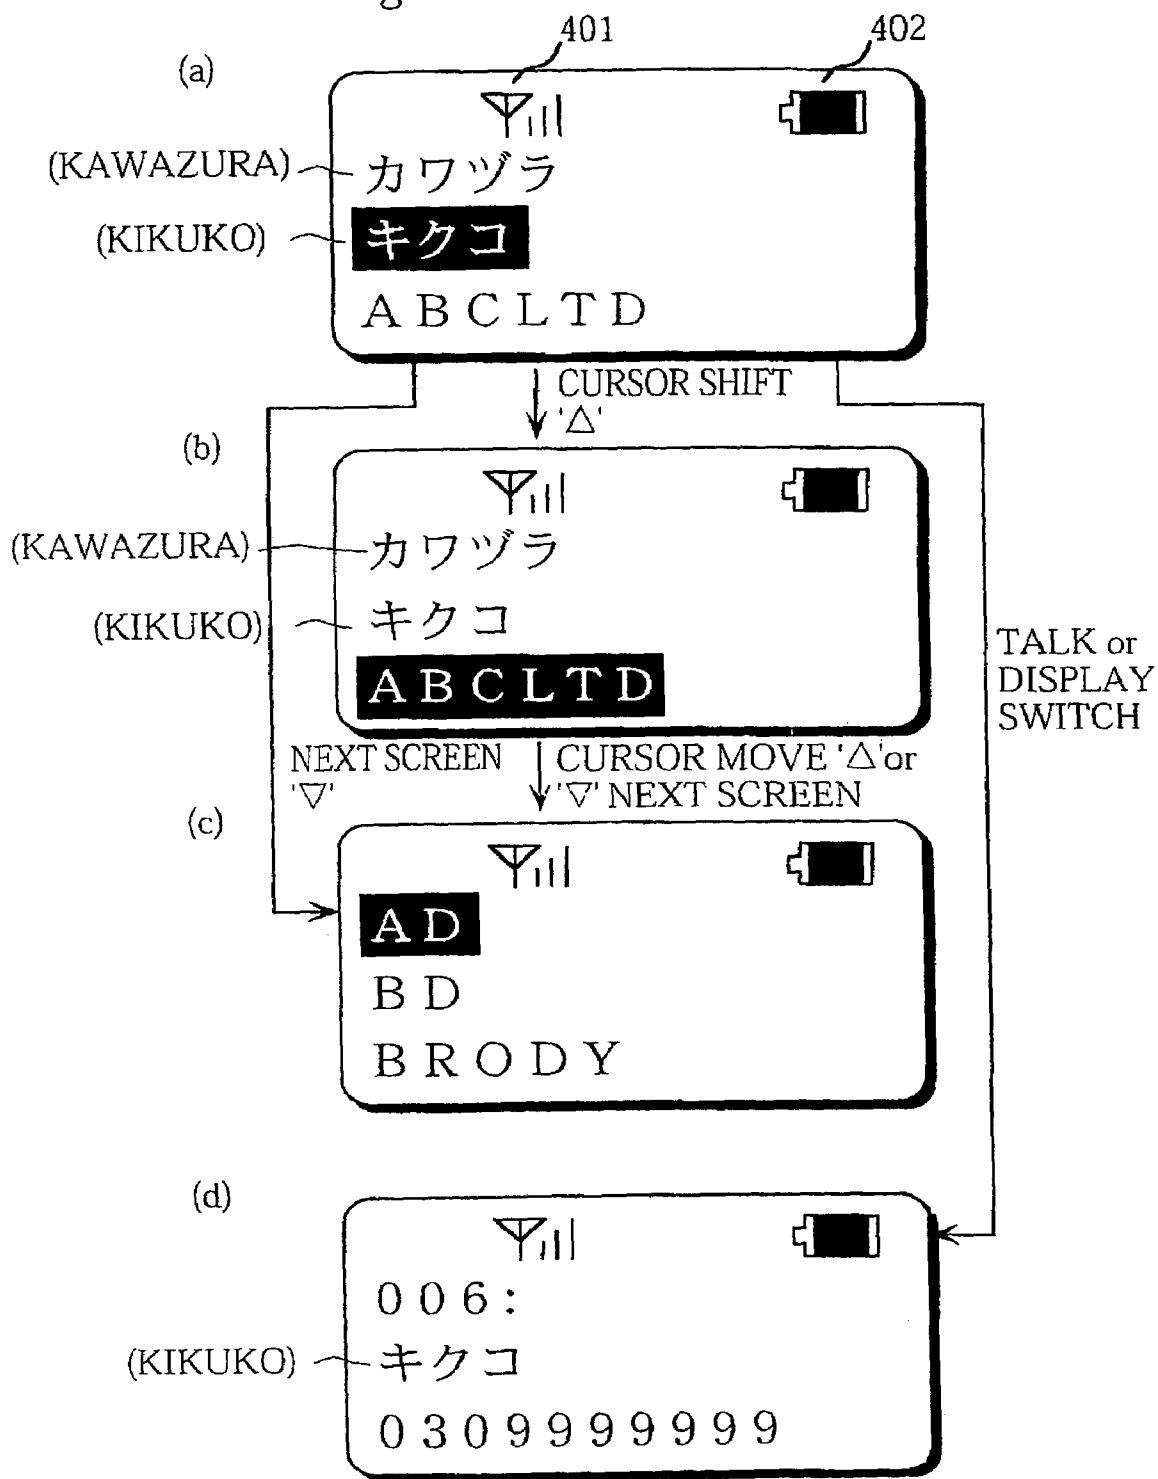 401
402
(a)
(KAWAZURA)
カワヅラ
(KIKUKO)
キクコ
ABCLTD
CURSOR SHIFT
'△'
(b)
(KAWAZURA)
カワヅラ
(KIKUKO)
キクコ
ABCLTD
TALK or
DISPLAY
SWITCH
NEXT SCREEN
'▽'
CURSOR MOVE '△' or
'▽' NEXT SCREEN
(c)
AD
BD
BRODY
(d)
006:
(KIKUKO)
キクコ
0309999999